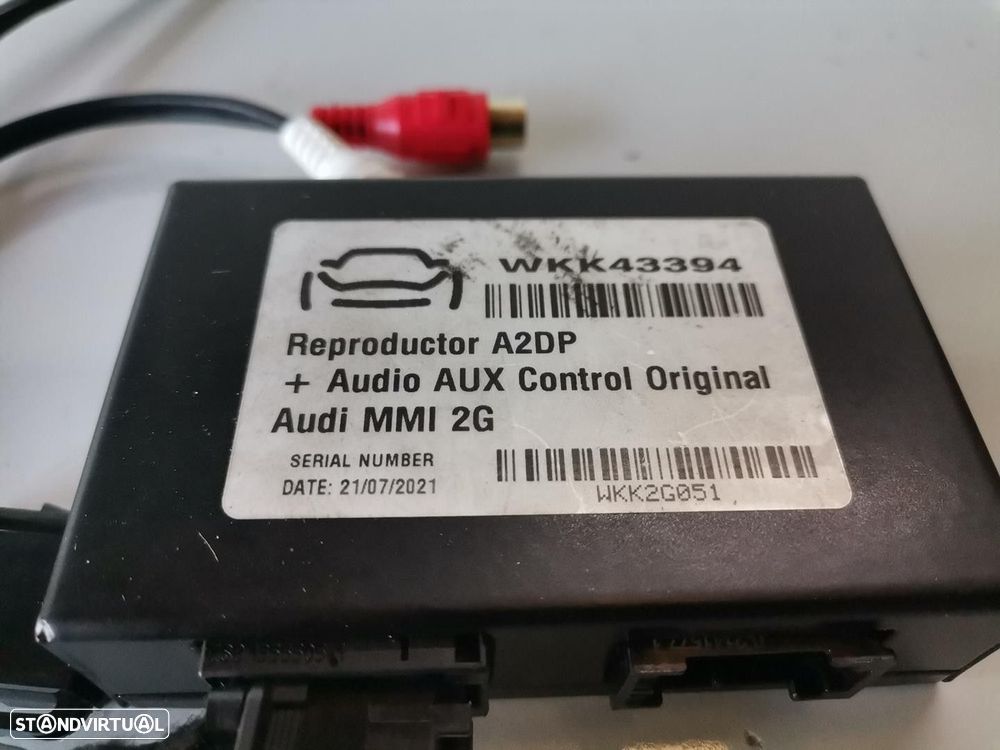 WKK43394
Reproductor A2DP
+ Audio AUX Control Original
Audi MMI 2G
SERIAL NUMBER
DATE: 21/07/2021
WKK2G051
STANDVIRTUAL